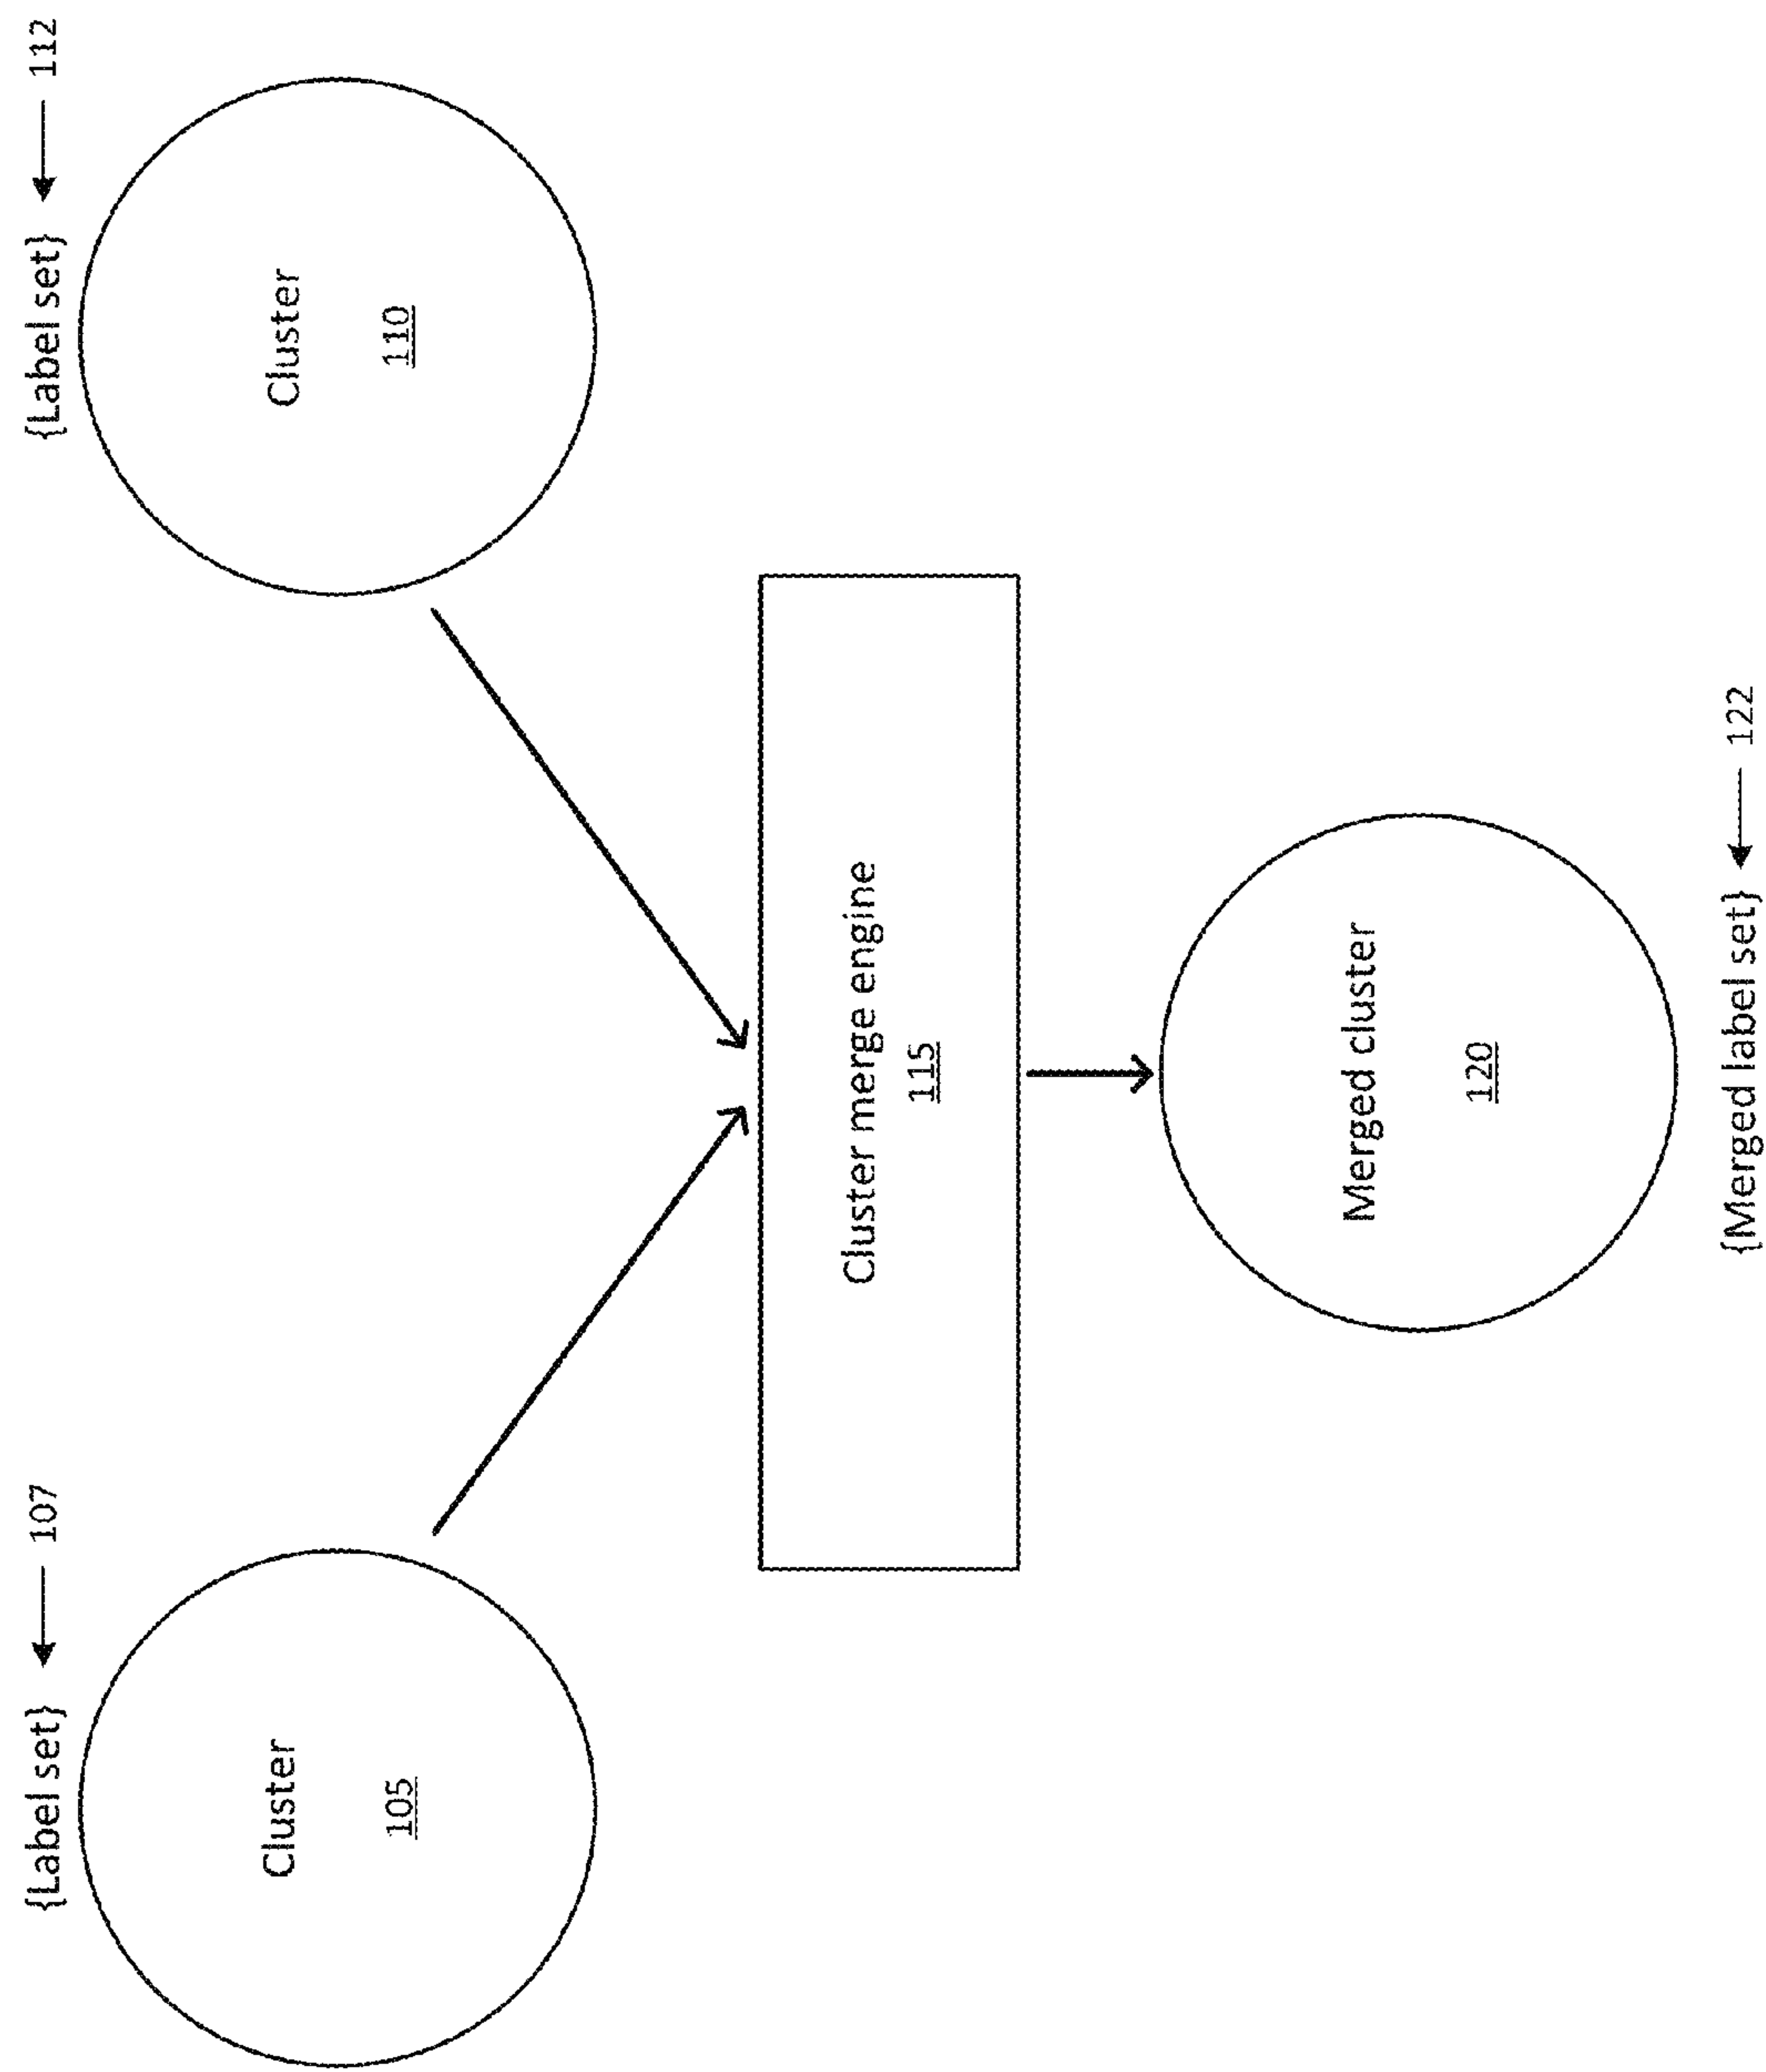 {Label set} 107
Cluster
105
{Label set} 112
Cluster
110
Cluster merge engine
115
Merged cluster
120
{Merged label set} 122